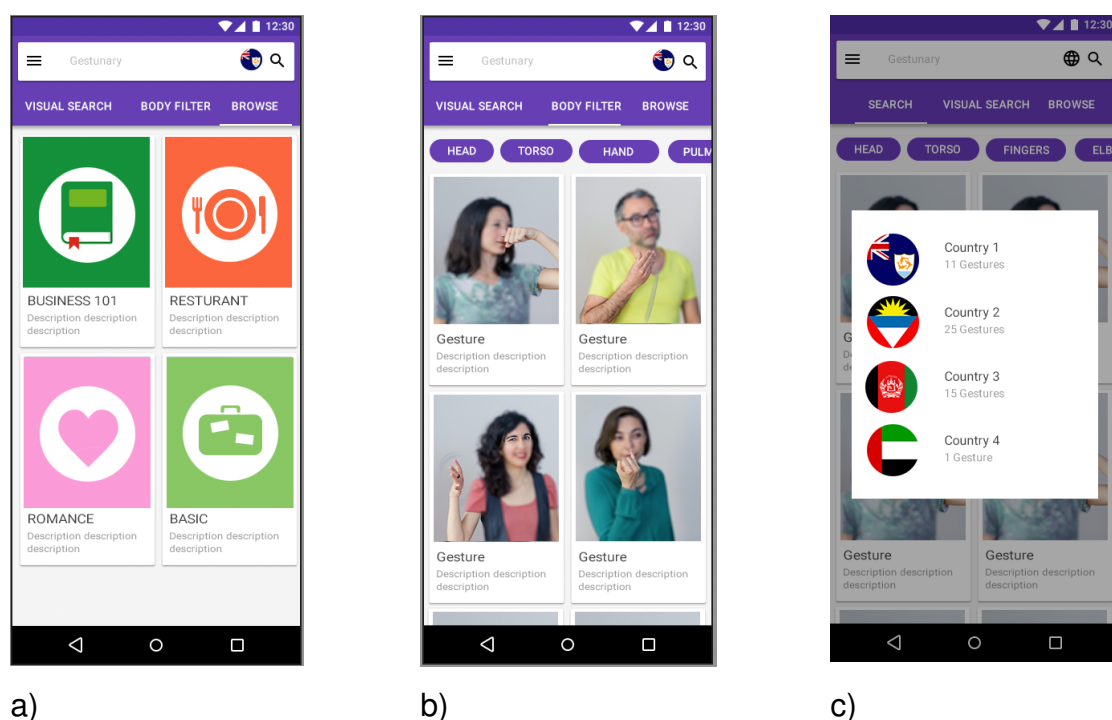 12:30
Gestunary
VISUAL SEARCH BODY FILTER BROWSE
BUSINESS 101
Description description
description
RESTURANT
Description description
description
ROMANCE
Description description
description
BASIC
Description description
description
a)
12:30
Gestunary
VISUAL SEARCH BODY FILTER BROWSE
HEAD TORSO HAND PULM
Gesture
Description description
description
Gesture
Description description
description
Gesture
Description description
description
Gesture
Description description
description
b)
12:30
Gestunary
SEARCH VISUAL SEARCH BROWSE
HEAD TORSO FINGERS ELB
Country 1
11 Gestures
Country 2
25 Gestures
Country 3
15 Gestures
Country 4
1 Gesture
G
De
de
Gesture
Description description
description
Gesture
Description description
description
c)